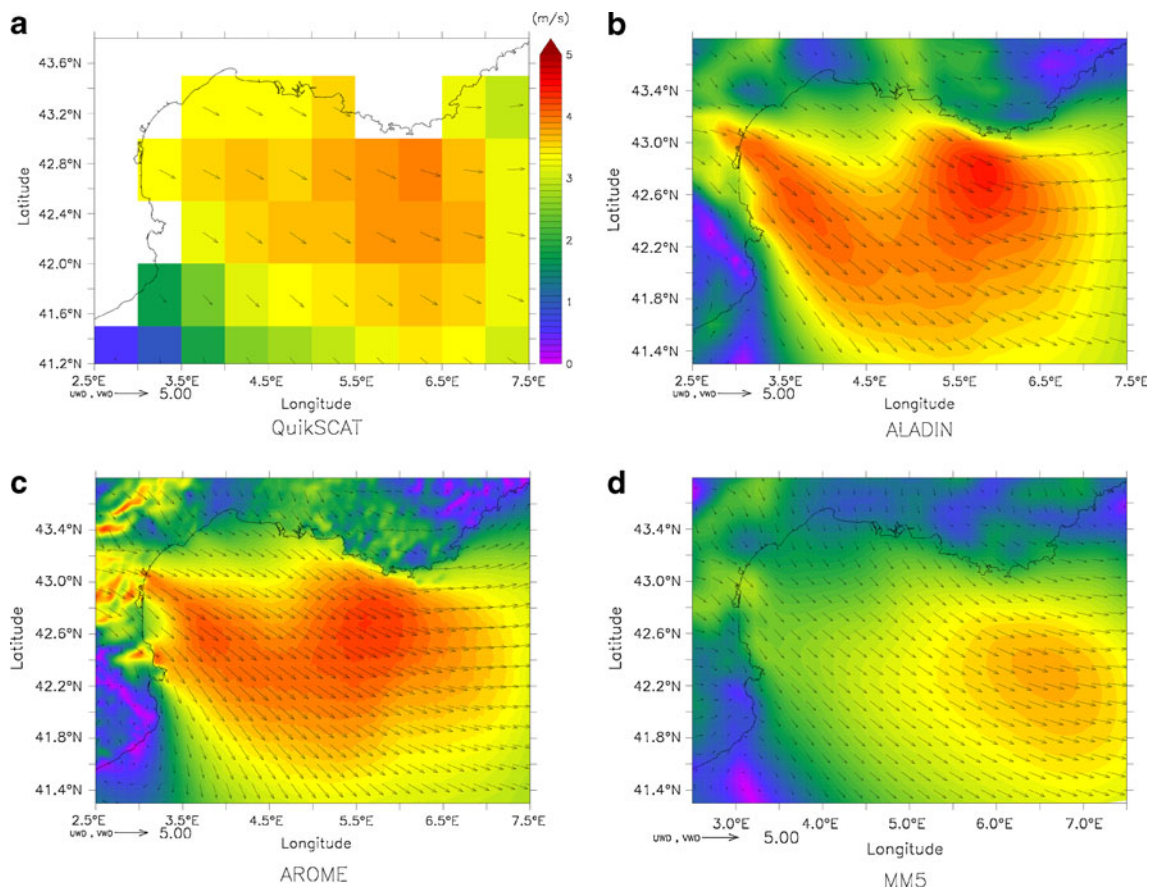 a
(m/s)
5
4
3
2
1
0
43.6°N
43.2°N
42.8°N
42.4°N
42.0°N
41.6°N
41.2°N
Latitude
2.5°E 3.5°E 4.5°E 5.5°E 6.5°E 7.5°E
UWD , VWD 5.00
Longitude
QuikSCAT
b
43.4°N
43.0°N
42.6°N
42.2°N
41.8°N
41.4°N
Latitude
2.5°E 3.5°E 4.5°E 5.5°E 6.5°E 7.5°E
UWD , VWD 5.00
Longitude
ALADIN
c
43.4°N
43.0°N
42.6°N
42.2°N
41.8°N
41.4°N
Latitude
2.5°E 3.5°E 4.5°E 5.5°E 6.5°E 7.5°E
UWD , VWD 5.00
Longitude
AROME
d
43.4°N
43.0°N
42.6°N
42.2°N
41.8°N
41.4°N
Latitude
3.0°E 4.0°E 5.0°E 6.0°E 7.0°E
UWD , VWD 5.00
Longitude
MM5